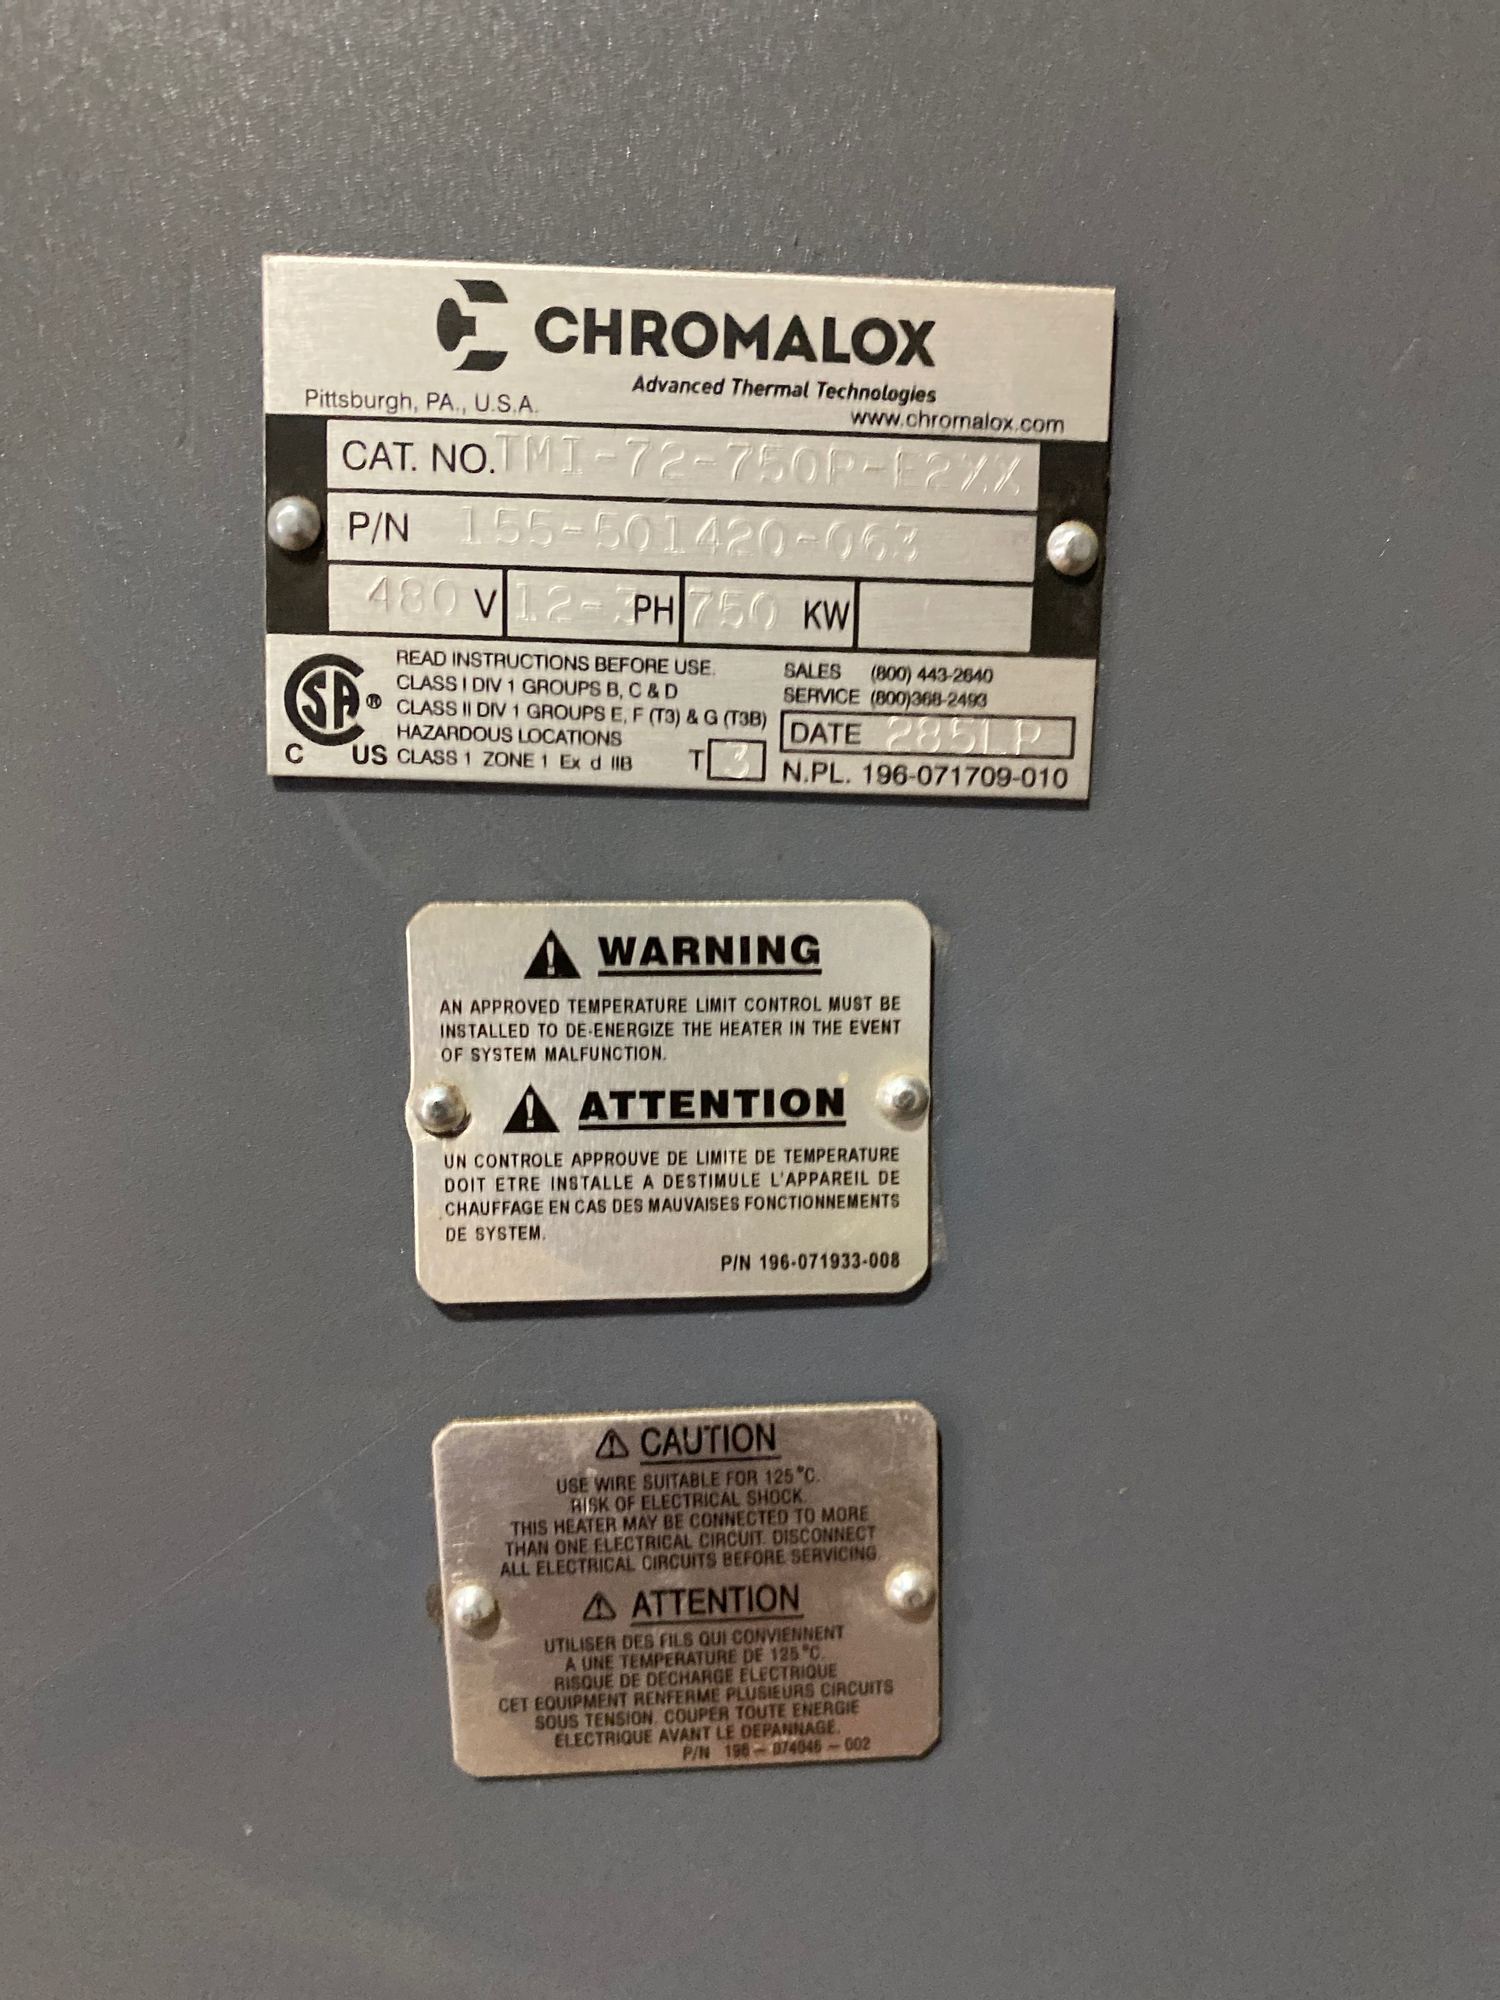 CHROMALOX
Advanced Thermal Technologies
Pittsburgh, PA., U.S.A.
www.chromalox.com
CAT. NO. TMI-72-750P-E2XX
P/N 155-501420-063
480 V 12-3 PH 750 KW
READ INSTRUCTIONS BEFORE USE.
CLASS I DIV 1 GROUPS B, C & D
CLASS II DIV 1 GROUPS E, F (T3) & G (T3B)
HAZARDOUS LOCATIONS
CLASS 1 ZONE 1 Ex d IIB T 3
SA ®
C US
SALES (800) 443-2640
SERVICE (800)368-2493
DATE 285LP
N.PL. 196-071709-010
WARNING
AN APPROVED TEMPERATURE LIMIT CONTROL MUST BE
INSTALLED TO DE-ENERGIZE THE HEATER IN THE EVENT
OF SYSTEM MALFUNCTION.
ATTENTION
UN CONTROLE APPROUVE DE LIMITE DE TEMPERATURE
DOIT ETRE INSTALLE A DESTIMULE L'APPAREIL DE
CHAUFFAGE EN CAS DES MAUVAISES FONCTIONNEMENTS
DE SYSTEM.
P/N 196-071933-008
CAUTION
USE WIRE SUITABLE FOR 125°C.
RISK OF ELECTRICAL SHOCK.
THIS HEATER MAY BE CONNECTED TO MORE
THAN ONE ELECTRICAL CIRCUIT. DISCONNECT
ALL ELECTRICAL CIRCUITS BEFORE SERVICING.
ATTENTION
UTILISER DES FILS QUI CONVIENNENT
A UNE TEMPERATURE DE 125°C.
RISQUE DE DECHARGE ELECTRIQUE
CET EQUIPMENT RENFERME PLUSIEURS CIRCUITS
SOUS TENSION. COUPER TOUTE ENERGIE
ELECTRIQUE AVANT LE DEPANNAGE.
P/N 196-074046-002